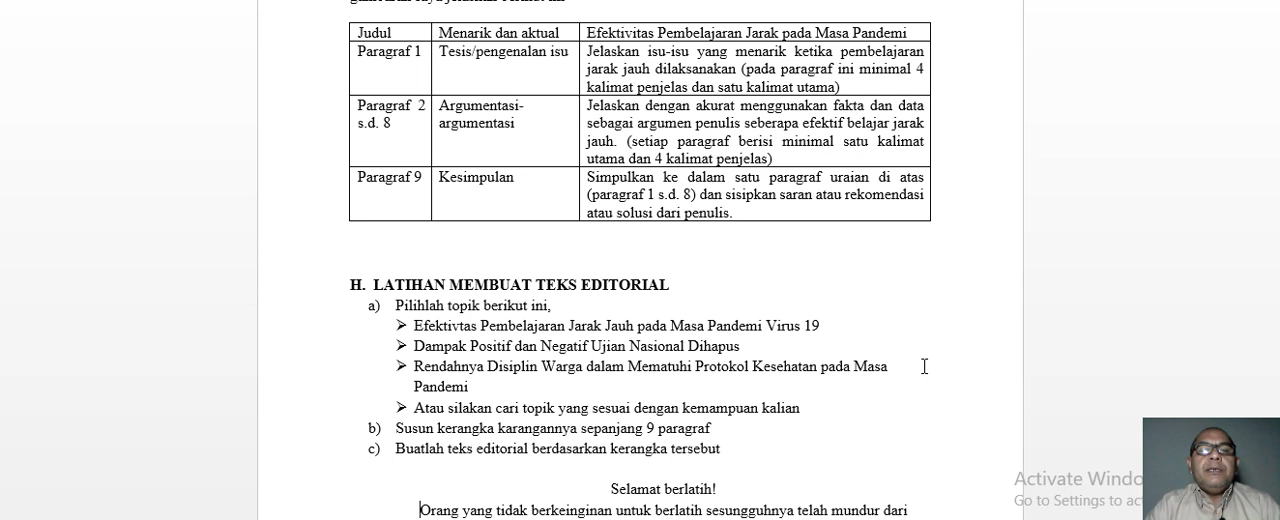 Judul Menarik dan aktual Efektivitas Pembelajaran Jarak pada Masa Pandemi
Paragraf 1 Tesis/pengenalan isu Jelaskan isu-isu yang menarik ketika pembelajaran
jarak jauh dilaksanakan (pada paragraf ini minimal 4
kalimat penjelas dan satu kalimat utama)
Paragraf 2 Argumentasi- Jelaskan dengan akurat menggunakan fakta dan data
s.d. 8 argumentasi sebagai argumen penulis seberapa efektif belajar jarak
jauh. (setiap paragraf berisi minimal satu kalimat
utama dan 4 kalimat penjelas)
Paragraf 9 Kesimpulan Simpulkan ke dalam satu paragraf uraian di atas
(paragraf 1 s.d. 8) dan sisipkan saran atau rekomendasi
atau solusi dari penulis.
H. LATIHAN MEMBUAT TEKS EDITORIAL
a) Pilihlah topik berikut ini,
➢ Efektivtas Pembelajaran Jarak Jauh pada Masa Pandemi Virus 19
➢ Dampak Positif dan Negatif Ujian Nasional Dihapus
➢ Rendahnya Disiplin Warga dalam Mematuhi Protokol Kesehatan pada Masa
Pandemi
➢ Atau silakan cari topik yang sesuai dengan kemampuan kalian
b) Susun kerangka karangannya sepanjang 9 paragraf
c) Buatlah teks editorial berdasarkan kerangka tersebut
Selamat berlatih!
Orang yang tidak berkeinginan untuk berlatih sesungguhnya telah mundur dari
Activate Windo
Go to Settings to ac